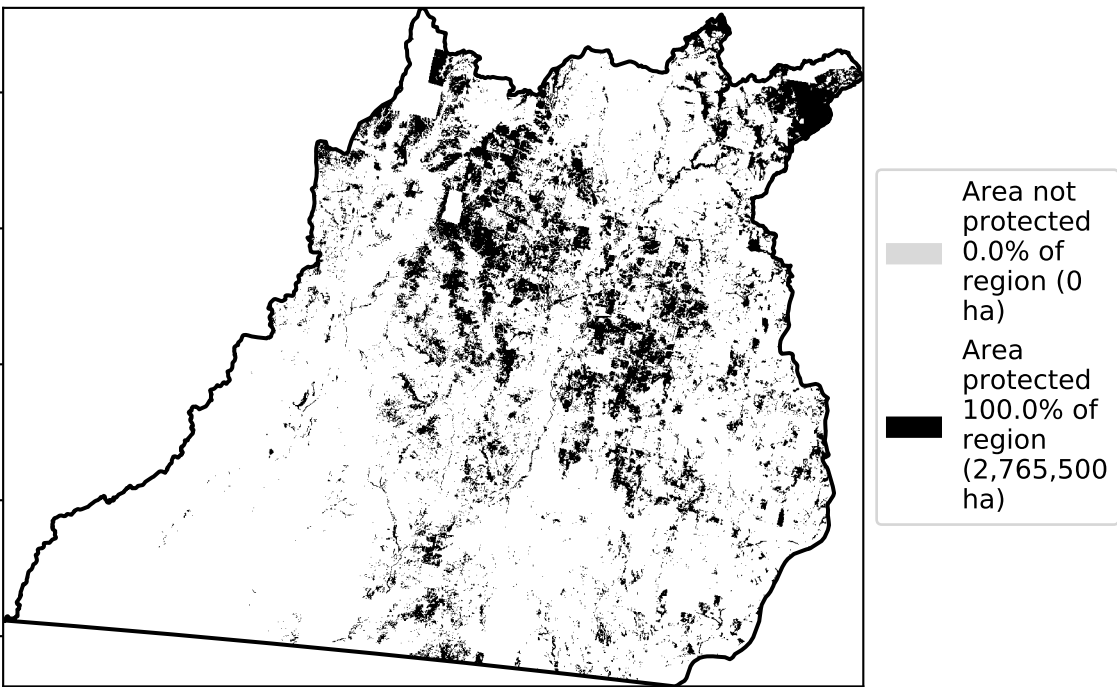 Area not
protected
0.0% of
region (0
ha)
Area
protected
100.0% of
region
(2,765,500
ha)